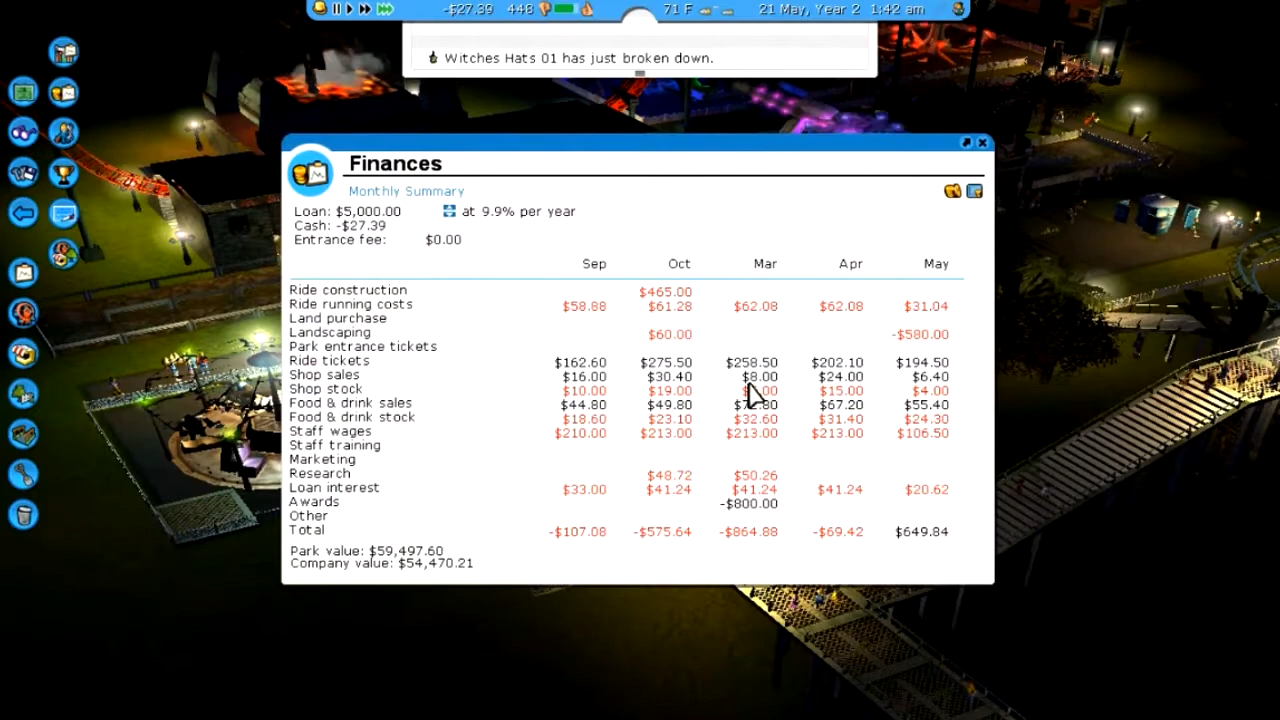 -$27.39 448 71 F 21 May, Year 2 1:42 am
Witches Hats 01 has just broken down.
Finances
Monthly Summary
Loan: $5,000.00 at 9.9% per year
Cash: -$27.39
Entrance fee: $0.00
Sep Oct Mar Apr May
Ride construction $465.00
Ride running costs $58.88 $61.28 $62.08 $62.08 $31.04
Land purchase
Landscaping $60.00 -$580.00
Park entrance tickets
Ride tickets $162.60 $275.50 $258.50 $202.10 $194.50
Shop sales $16.00 $30.40 $8.00 $24.00 $6.40
Shop stock $10.00 $19.00 $15.00 $4.00
Food & drink sales $44.80 $49.80 $67.20 $55.40
Food & drink stock $18.60 $23.10 $32.60 $31.40 $24.30
Staff wages $210.00 $213.00 $213.00 $213.00 $106.50
Staff training
Marketing
Research $48.72 $50.26
Loan interest $33.00 $41.24 $41.24 $41.24 $20.62
Awards -$800.00
Other
Total -$107.08 -$575.64 -$864.88 -$69.42 $649.84
Park value: $59,497.60
Company value: $54,470.21